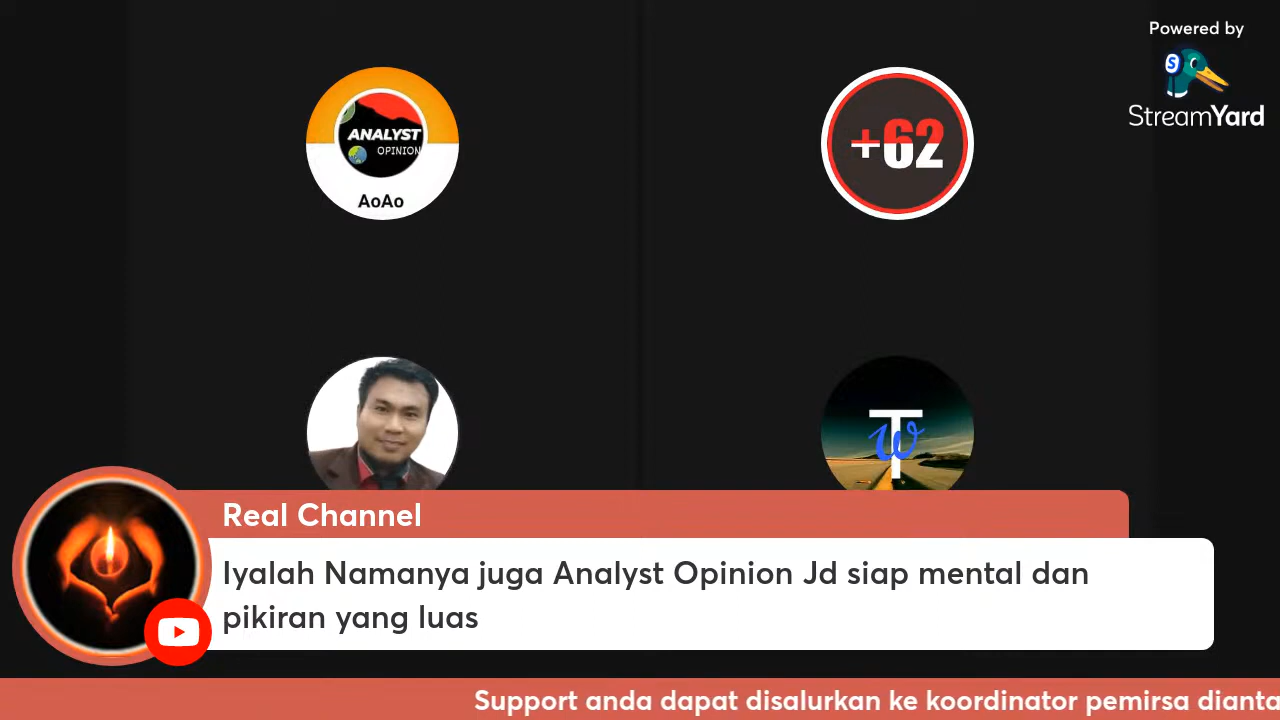 Powered by
StreamYard
ANALYST
OPINION
AoAo
+62
Tw
Real Channel
Iyalah Namanya juga Analyst Opinion Jd siap mental dan
pikiran yang luas
Support anda dapat disalurkan ke koordinator pemirsa dianta